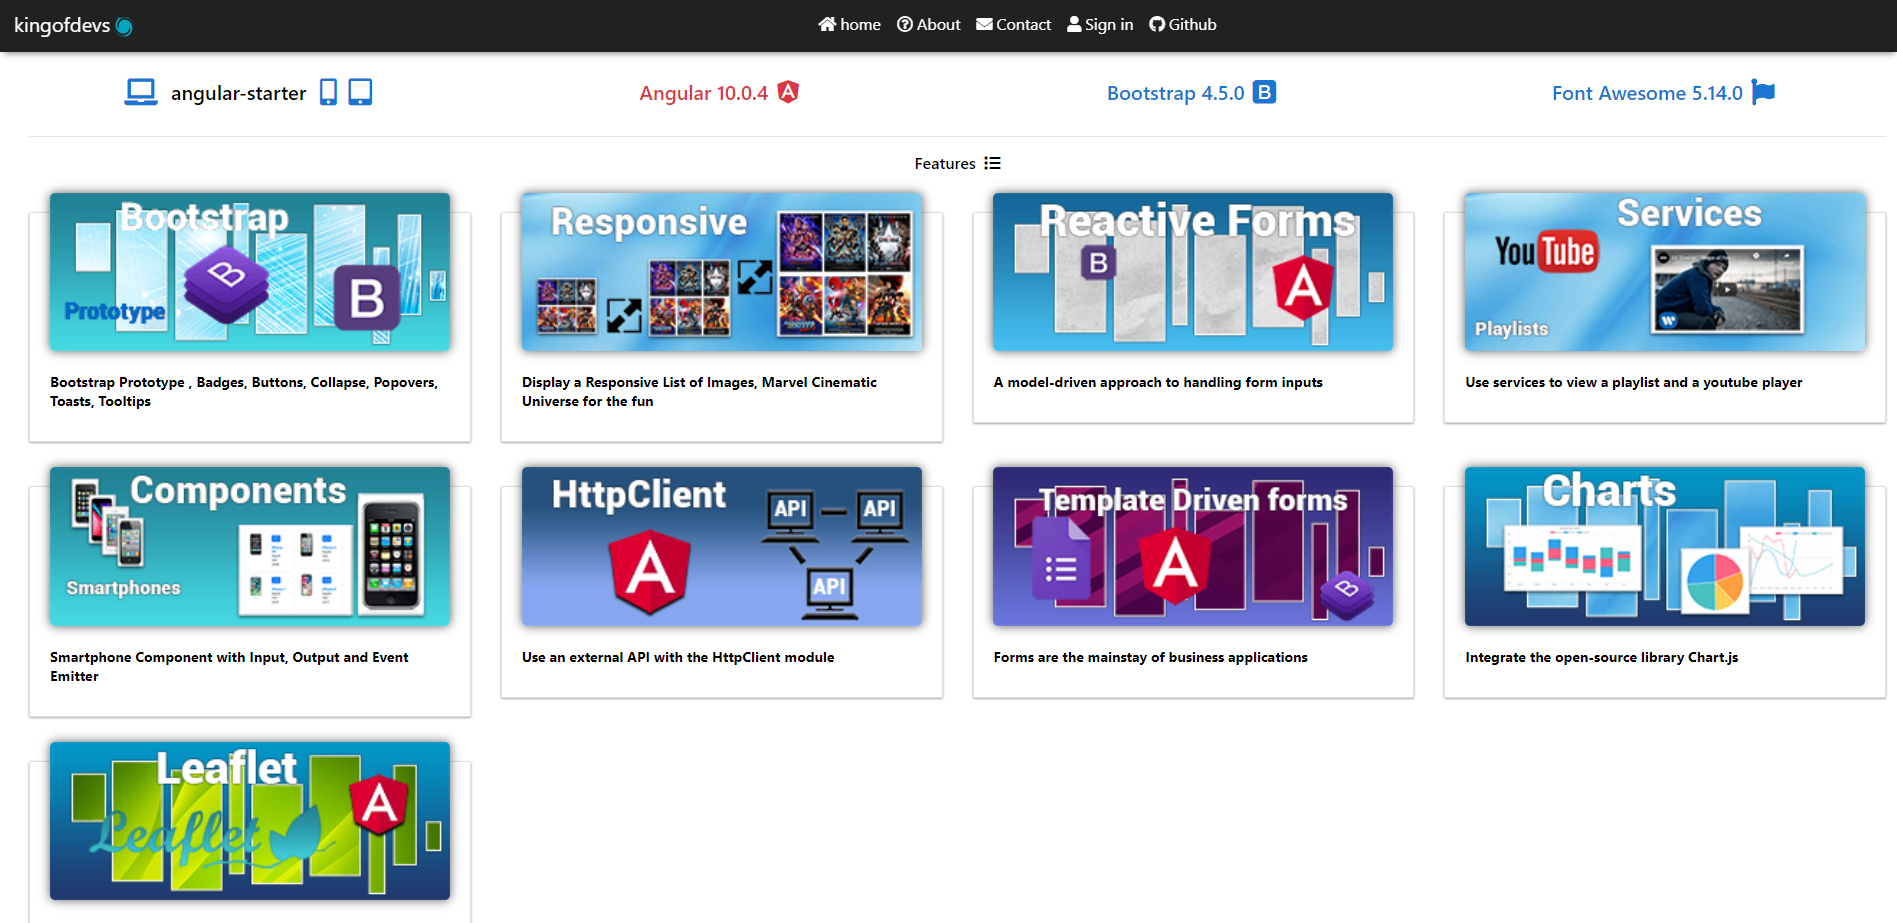 kingofdevs
home About Contact Sign in Github
angular-starter
Angular 10.0.4
Bootstrap 4.5.0
Font Awesome 5.14.0
Features
Bootstrap
Prototype
B
Bootstrap Prototype , Badges, Buttons, Collapse, Popovers,
Toasts, Tooltips
Responsive
Display a Responsive List of Images, Marvel Cinematic
Universe for the fun
Reactive Forms
B
A
A model-driven approach to handling form inputs
Services
YouTube
Playlists
Use services to view a playlist and a youtube player
Components
Smartphones
Smartphone Component with Input, Output and Event
Emitter
HttpClient
API API
API
A
Use an external API with the HttpClient module
Template Driven forms
A
Forms are the mainstay of business applications
Charts
Integrate the open-source library Chart.js
Leaflet
Leaflet
A